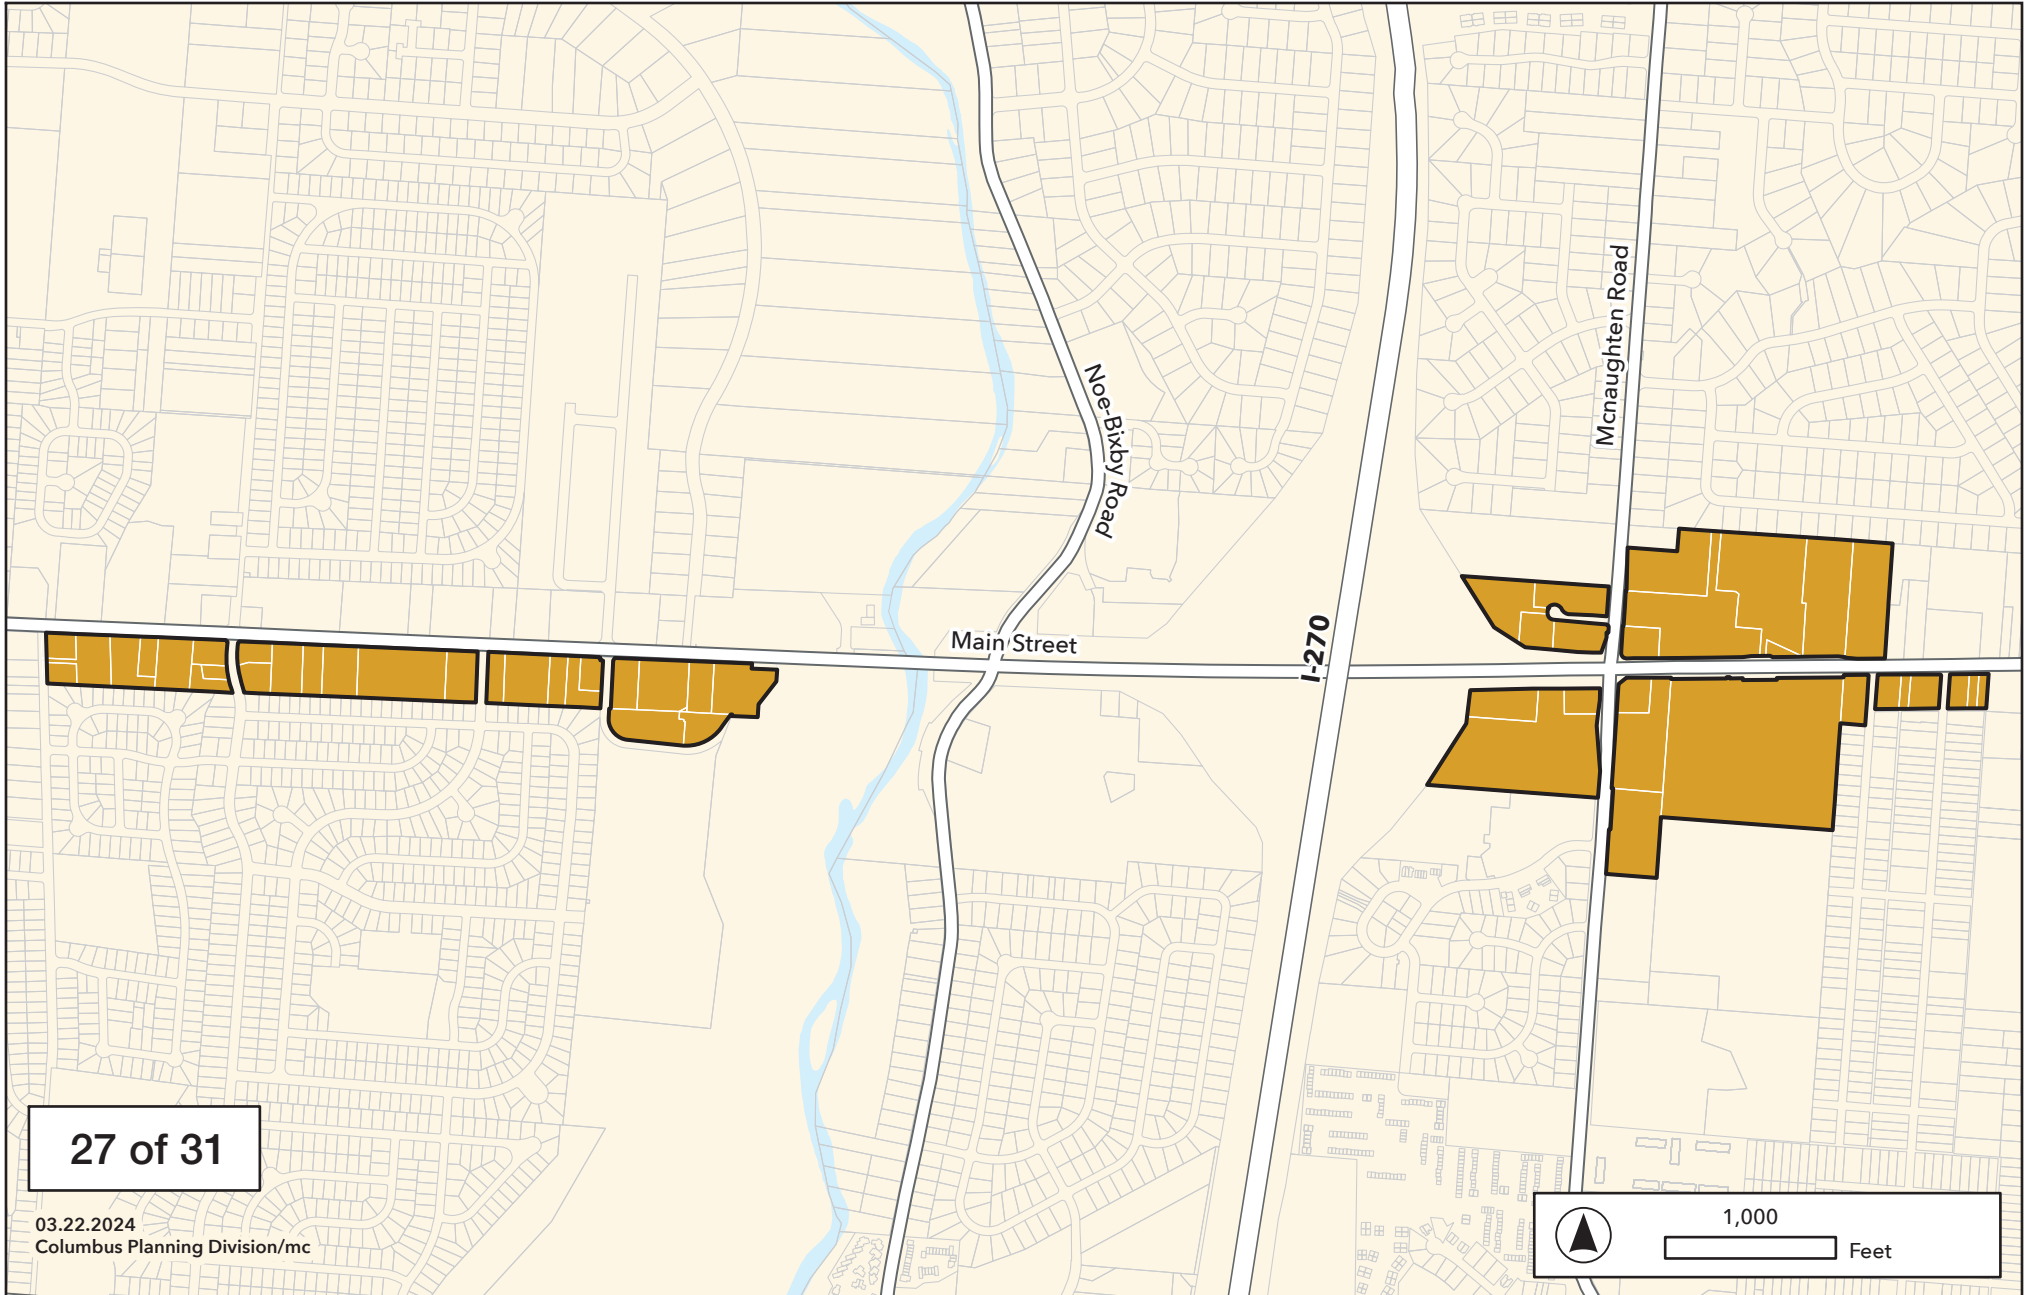 Mcnaughten Road
Noe-Bixby Road
Main Street
I-270
27 of 31
03.22.2024
Columbus Planning Division/mc
1,000
Feet